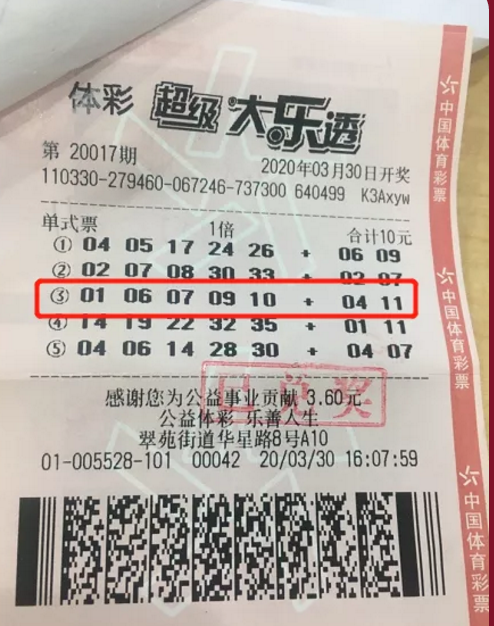 体彩 超级大乐透
第 20017期 2020年03月30日开奖
110330-279460-067246-737300 640499 K3Axyw
单式票 1倍 合计10元
① 04 05 17 24 26 + 06 09
② 02 07 08 30 33 + 02 07
③ 01 06 07 09 10 + 04 11
④ 14 19 22 32 35 + 01 11
⑤ 04 06 14 28 30 + 04 07
已兑奖
感谢您为公益事业贡献 3.60元
公益体彩 乐善人生
翠苑街道华星路8号A10
01-005528-101 00042 20/03/30 16:07:59
中国体育彩票
中国体育彩票
中国体育彩票